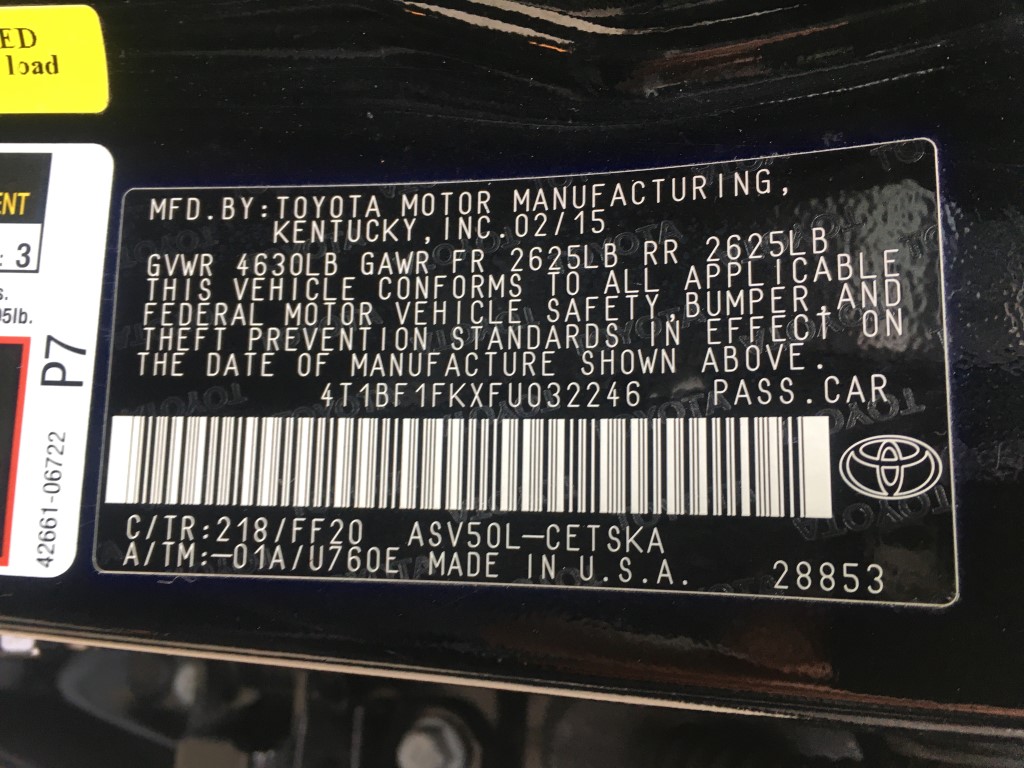 ED
load
ENT
: 3
s.
95lb.
P7
42661-06722
MFD.BY:TOYOTA MOTOR MANUFACTURING,
KENTUCKY,INC.02/15
GVWR 4630LB GAWR FR 2625LB RR 2625LB
THIS VEHICLE CONFORMS TO ALL APPLICABLE
FEDERAL MOTOR VEHICLE SAFETY,BUMPER,AND
THEFT PREVENTION STANDARDS IN EFFECT ON
THE DATE OF MANUFACTURE SHOWN ABOVE.
4T1BF1FKXFU032246 PASS.CAR
C/TR:218/FF20 ASV50L-CETSKA
A/TM:-01A/U760E MADE IN U.S.A. 28853